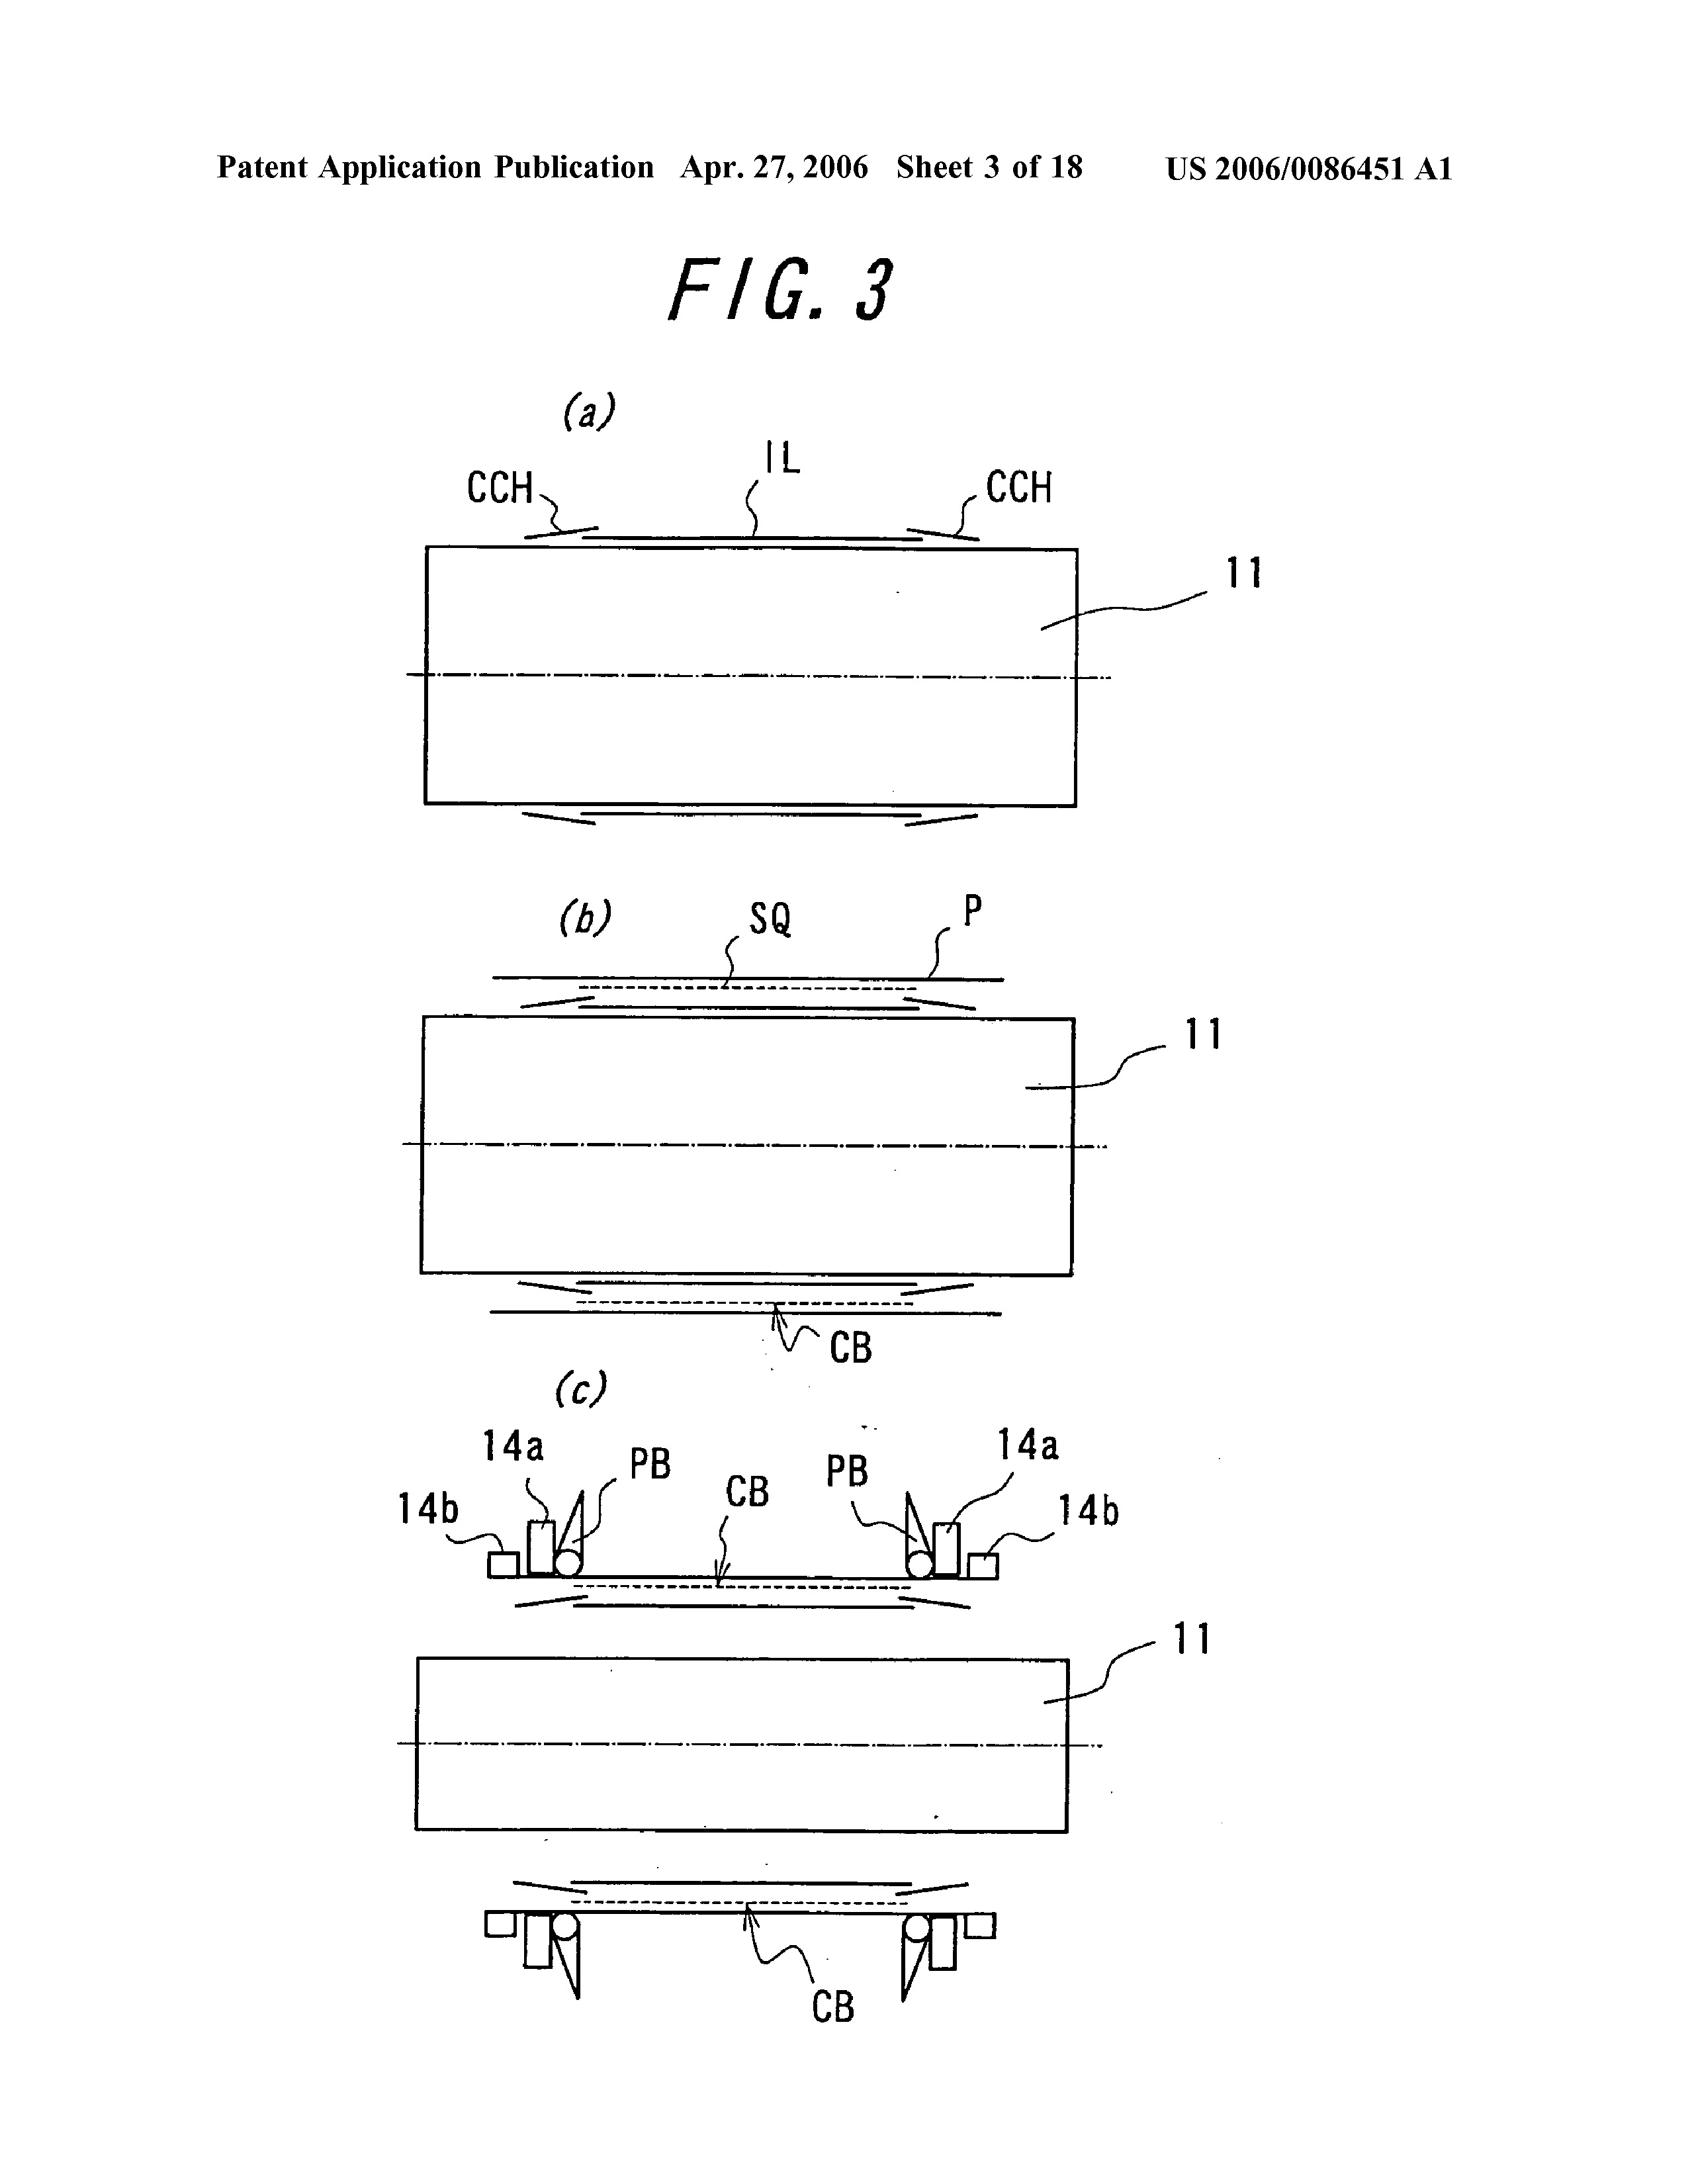 Patent Application Publication Apr. 27, 2006 Sheet 3 of 18 US 2006/0086451 A1
FIG. 3
(a)
IL
CCH CCH
11
(b) SQ P
11
CB
(c)
14a PB PB 14a
14b CB 14b
11
CB